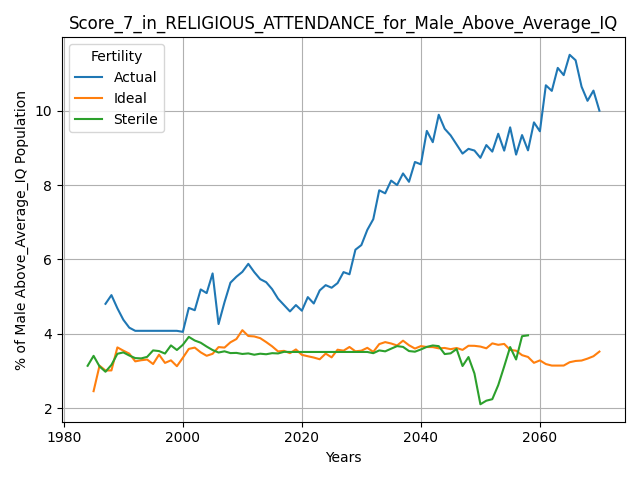 Score_7_in_RELIGIOUS_ATTENDANCE_for_Male_Above_Average_IQ
Fertility
Actual
Ideal
Sterile
% of Male Above_Average_IQ Population
10
8
6
4
2
1980 2000 2020 2040 2060
Years